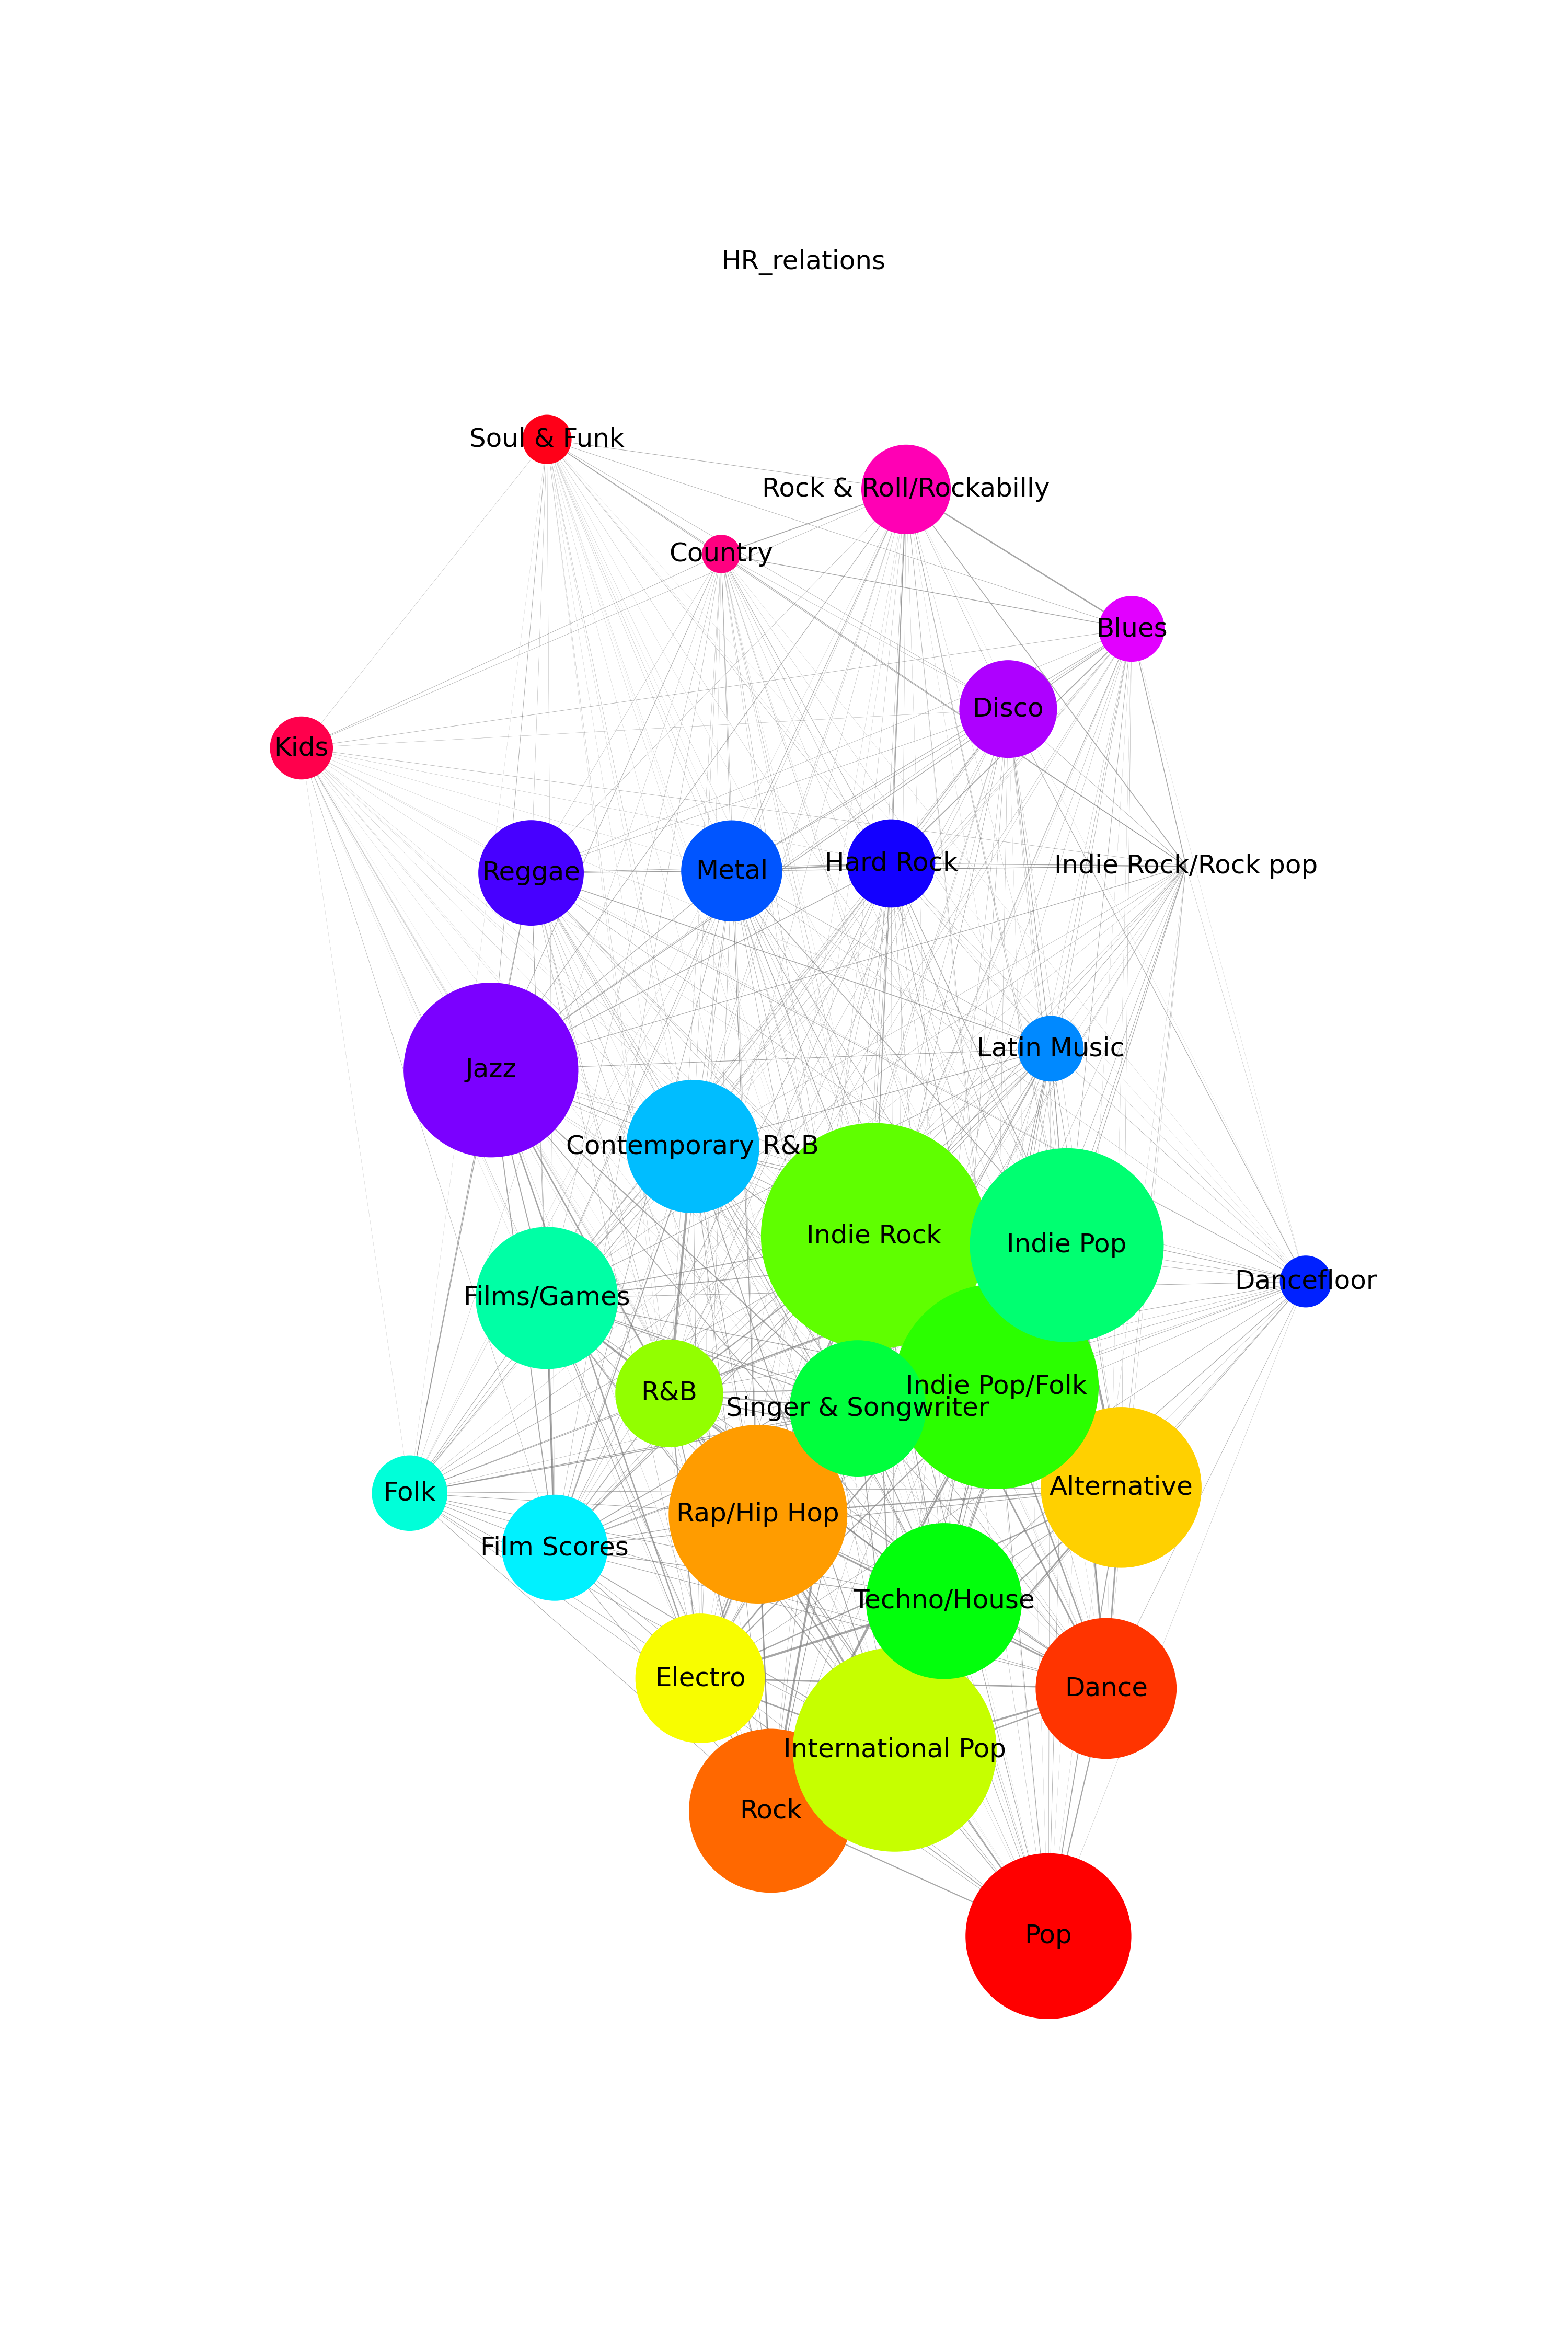 HR_relations
Soul & Funk
Rock & Roll/Rockabilly
Country
Blues
Disco
Kids
Reggae
Metal
Hard Rock
Indie Rock/Rock pop
Jazz
Latin Music
Contemporary R&B
Indie Rock
Indie Pop
Dancefloor
Films/Games
R&B
Indie Pop/Folk
Singer & Songwriter
Alternative
Folk
Rap/Hip Hop
Film Scores
Techno/House
Electro
Dance
International Pop
Rock
Pop